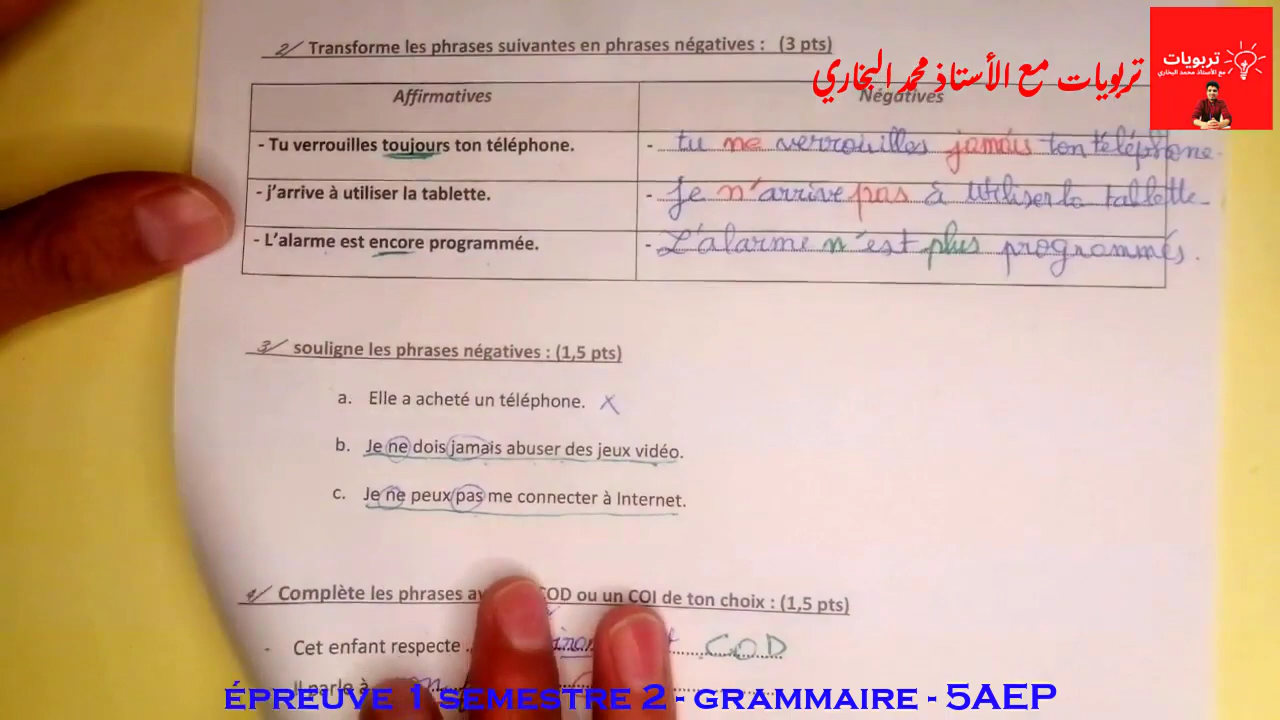 2/ Transforme les phrases suivantes en phrases négatives : (3 pts)
تربويات مع الأستاذ محمد البخاري
تربويات
مع الأستاذ محمد البخاري
Affirmatives
Négatives
- Tu verrouilles toujours ton téléphone.
- tu ne verrouilles jamais ton téléphone.
- j'arrive à utiliser la tablette.
- Je n'arrive pas à utiliser la tablette.
- L'alarme est encore programmée.
- L'alarme n'est plus programmés.
3/ souligne les phrases négatives : (1,5 pts)
a. Elle a acheté un téléphone. X
b. Je ne dois jamais abuser des jeux vidéo.
c. Je ne peux pas me connecter à Internet.
4/ Complète les phrases COD ou un COI de ton choix : (1,5 pts)
- Cet enfant respecte COD
Il parle à
ÉPREUVE 1 SEMESTRE 2 - GRAMMAIRE - 5AEP